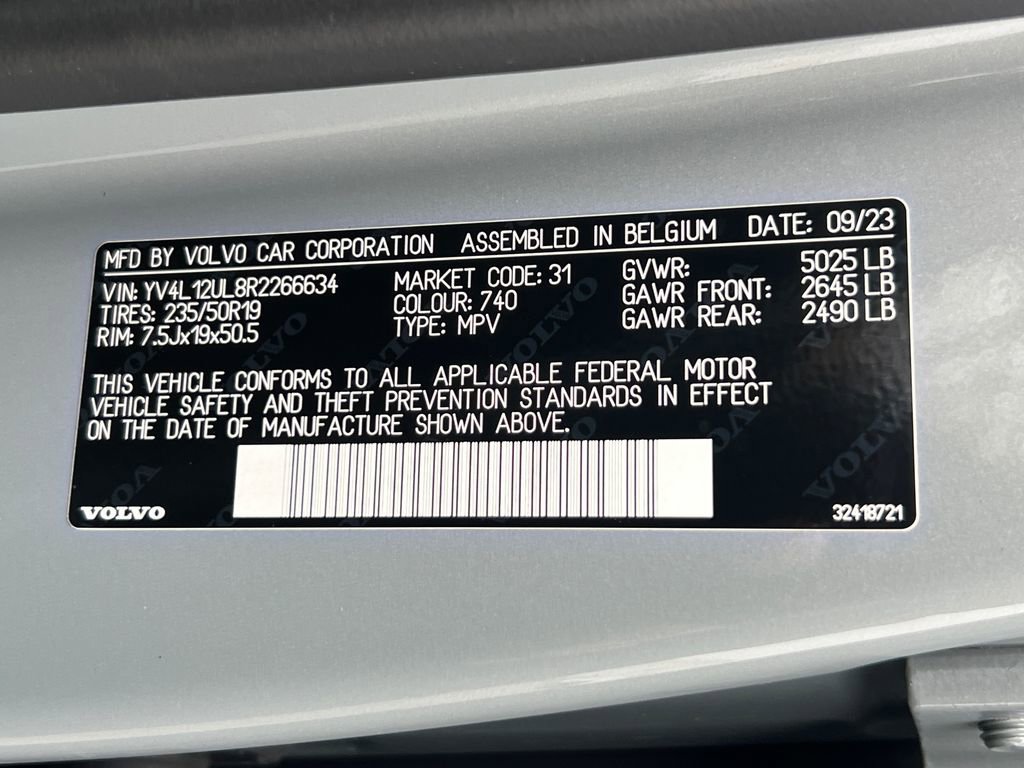 MFD BY VOLVO CAR CORPORATION ASSEMBLED IN BELGIUM DATE: 09/23
VIN: YV4L12UL8R2266634 MARKET CODE: 31 GVWR: 5025 LB
TIRES: 235/50R19 COLOUR: 740 GAWR FRONT: 2645 LB
RIM: 7.5Jx19x50.5 TYPE: MPV GAWR REAR: 2490 LB
THIS VEHICLE CONFORMS TO ALL APPLICABLE FEDERAL MOTOR
VEHICLE SAFETY AND THEFT PREVENTION STANDARDS IN EFFECT
ON THE DATE OF MANUFACTURE SHOWN ABOVE.
VOLVO 32418721